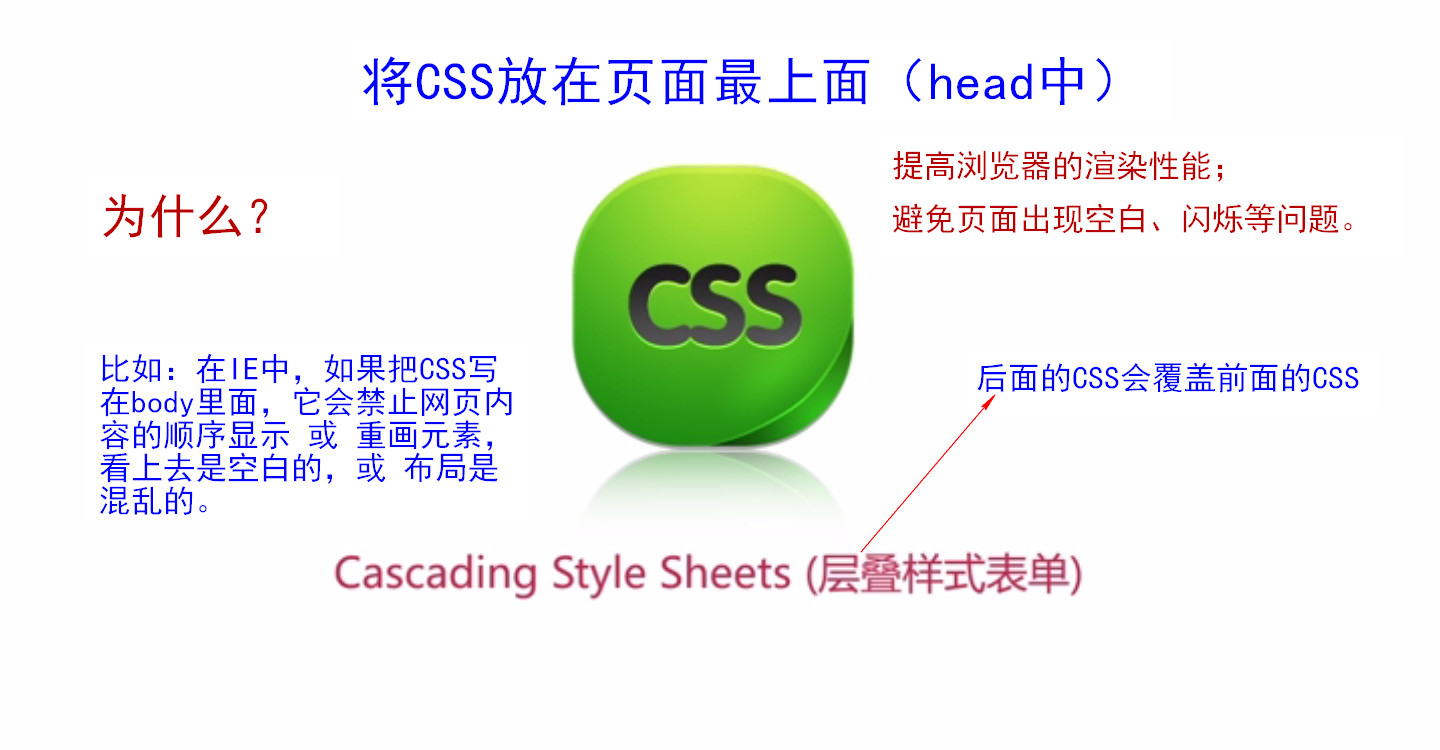 将CSS放在页面最上面（head中）
为什么？
提高浏览器的渲染性能；
避免页面出现空白、闪烁等问题。
CSS
比如：在IE中，如果把CSS写
在body里面，它会禁止网页内
容的顺序显示 或 重画元素，
看上去是空白的，或 布局是
混乱的。
后面的CSS会覆盖前面的CSS
Cascading Style Sheets (层叠样式表单)